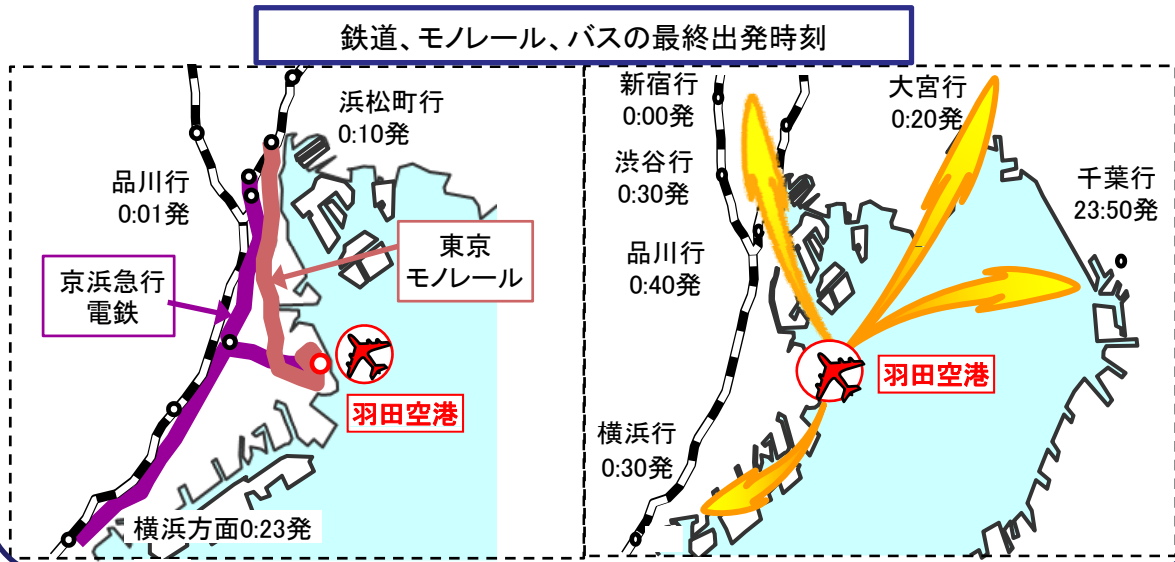 鉄道、モノレール、バスの最終出発時刻
浜松町行
0:10発
品川行
0:01発
京浜急行
電鉄
東京
モノレール
羽田空港
横浜方面0:23発
新宿行
0:00発
渋谷行
0:30発
品川行
0:40発
大宮行
0:20発
千葉行
23:50発
羽田空港
横浜行
0:30発